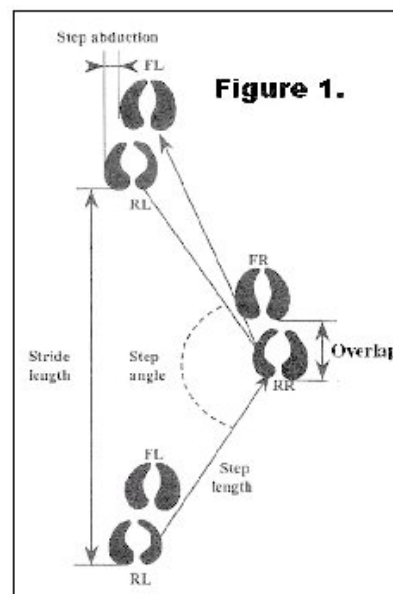 Step abduction
FL
Figure 1.
RL
FR
Stride
length
Step
angle
Overlap
RR
FL
Step
length
RL